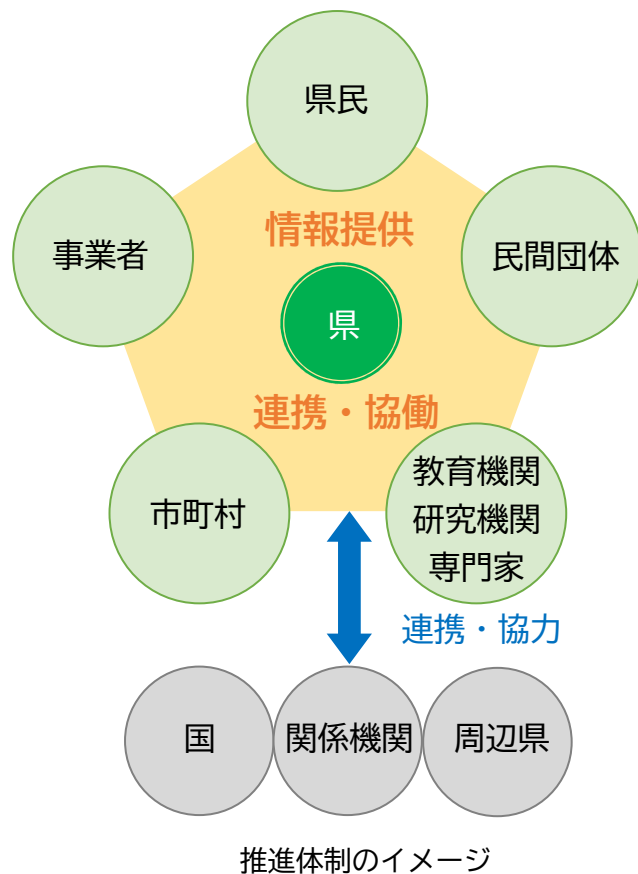 県民
情報提供
事業者
民間団体
県
連携・協働
市町村
教育機関
研究機関
専門家
連携・協力
国
関係機関
周辺県
推進体制のイメージ